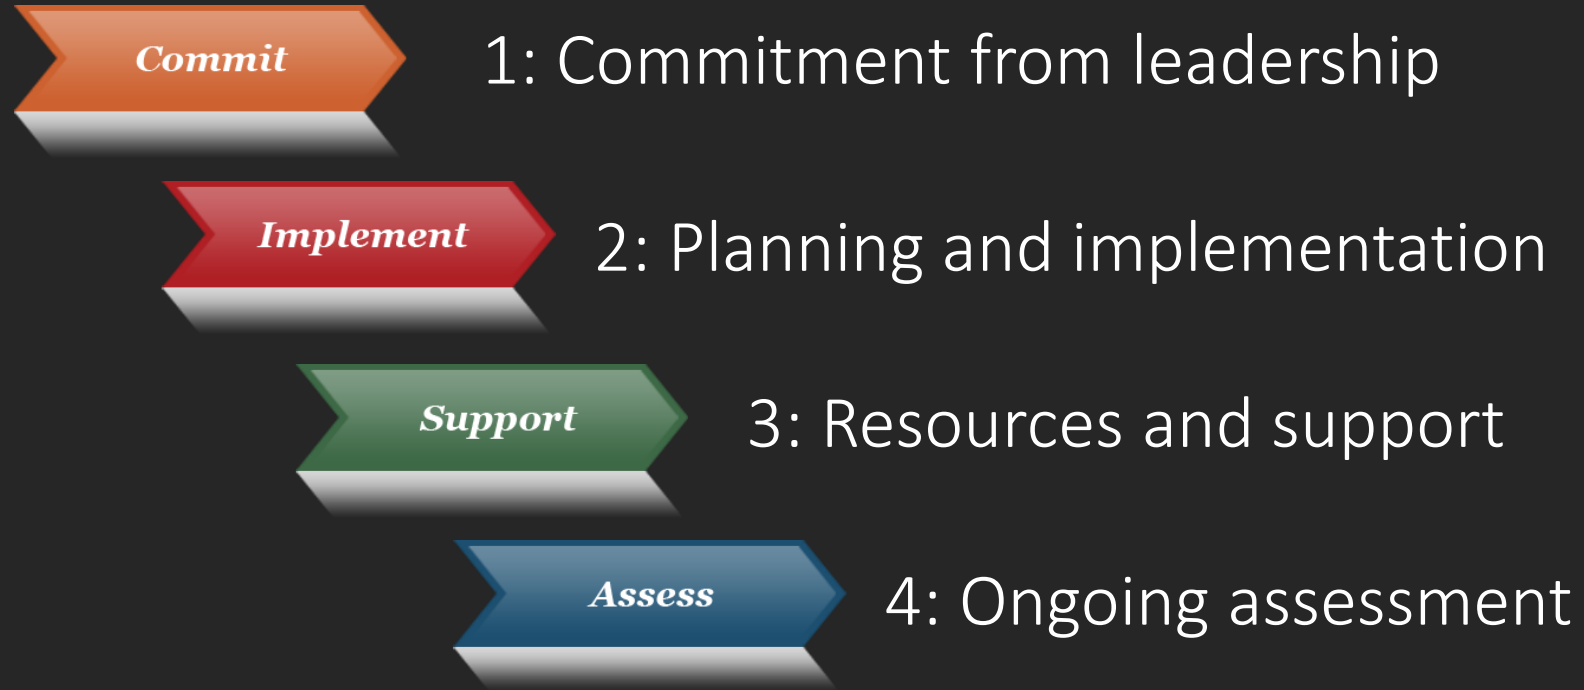 Commit
1: Commitment from leadership
Implement
2: Planning and implementation
Support
3: Resources and support
Assess
4: Ongoing assessment